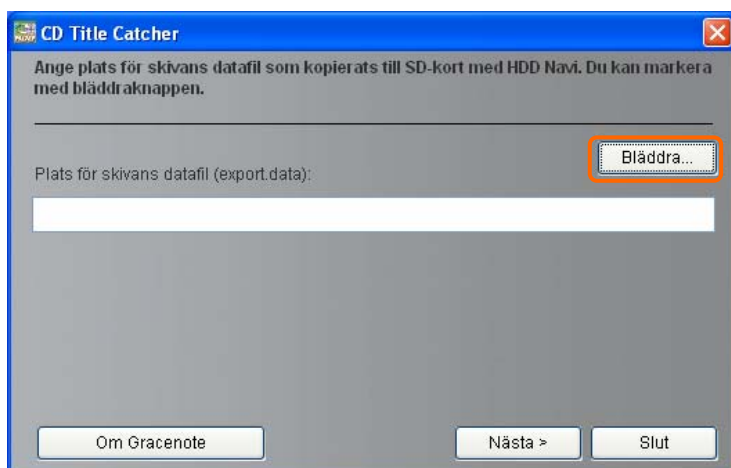 CD Title Catcher
Ange plats för skivans datafil som kopierats till SD-kort med HDD Navi. Du kan markera
med bläddraknappen.
Bläddra...
Plats för skivans datafil (export.data):
Om Gracenote
Nästa >
Slut